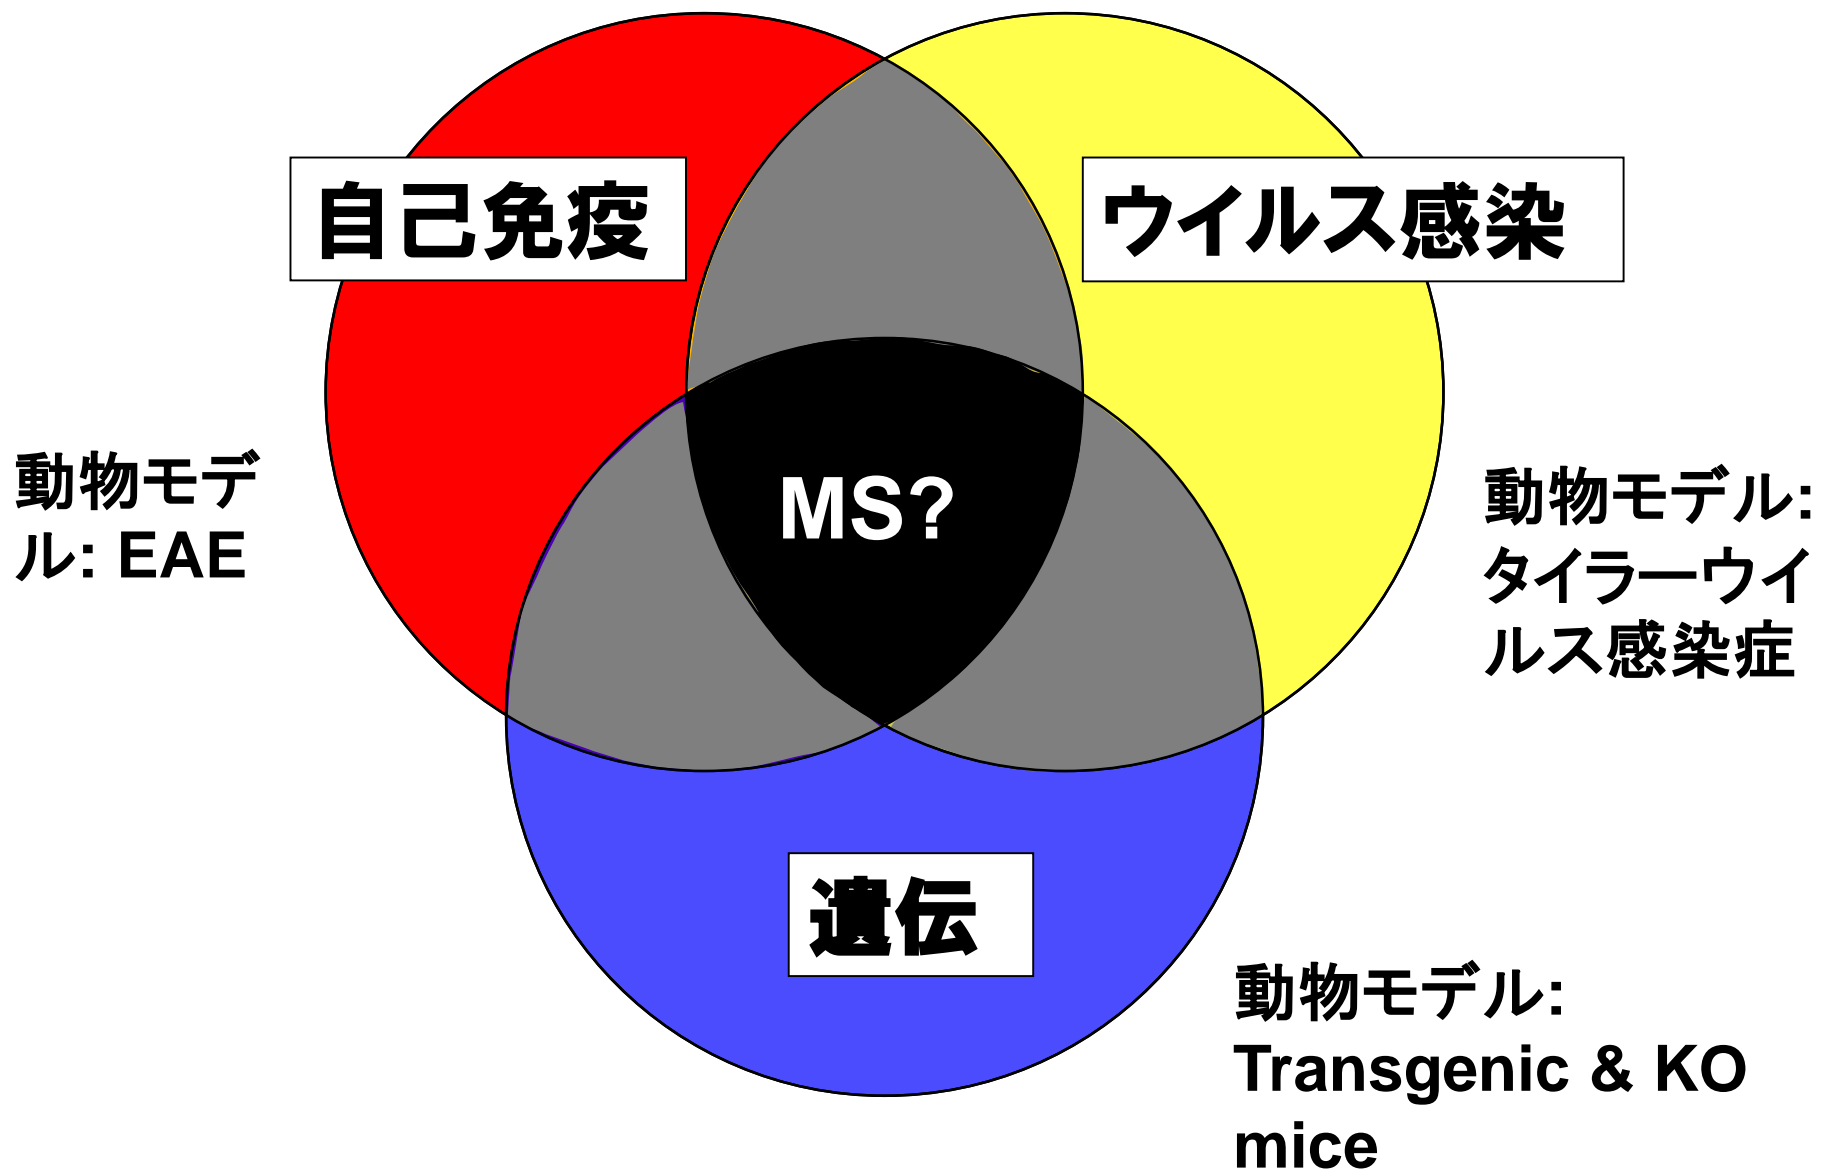 自己免疫
ウイルス感染
動物モデ
ル: EAE
MS?
動物モデル:
タイラーウイ
ルス感染症
遺伝
動物モデル:
Transgenic & KO
mice